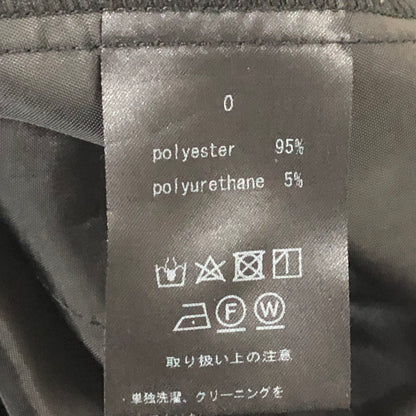 0
polyester 95%
polyurethane 5%
F W
取り扱い上の注意
・単独洗濯、クリーニングを